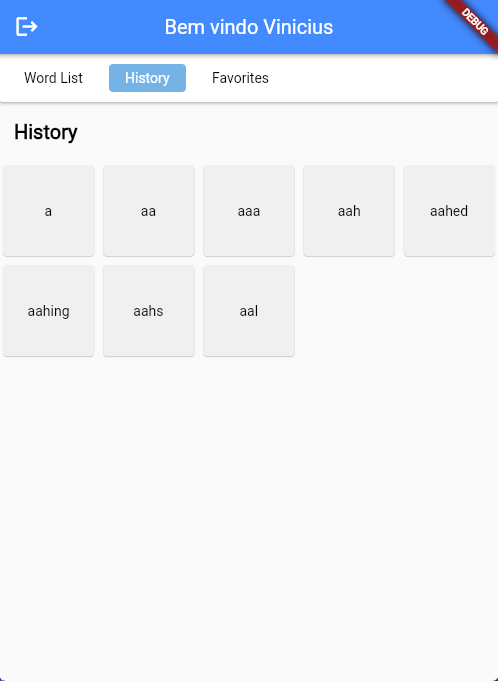 Bem vindo Vinicius
DEBUG
Word List History Favorites
History
a aa aaa aah aahed
aahing aahs aal